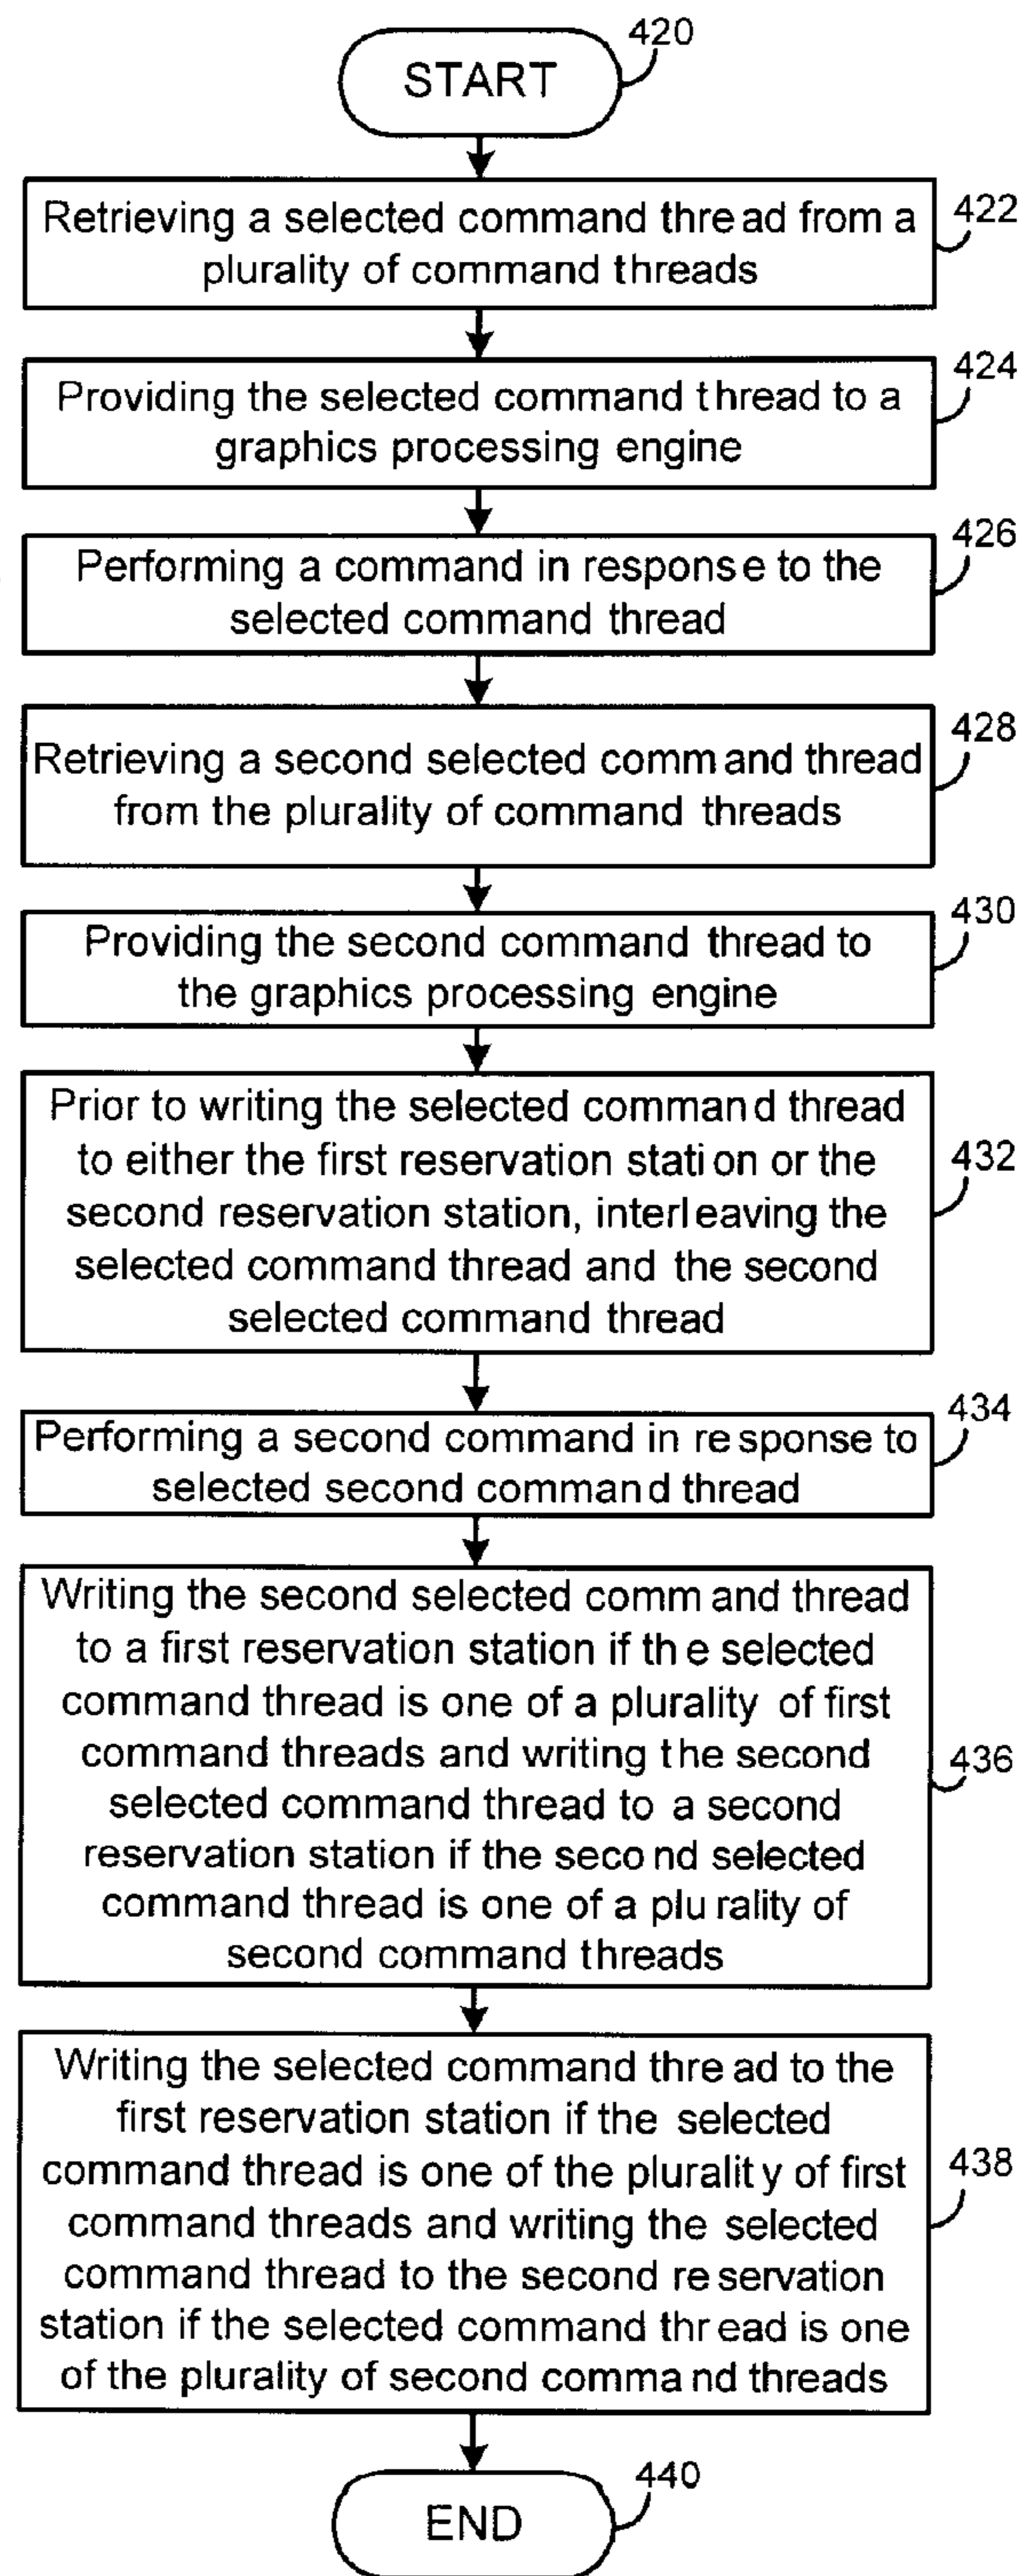 START
420
Retrieving a selected command thread from a
plurality of command threads
422
Providing the selected command thread to a
graphics processing engine
424
Performing a command in response to the
selected command thread
426
Retrieving a second selected command thread
from the plurality of command threads
428
Providing the second command thread to
the graphics processing engine
430
Prior to writing the selected command thread
to either the first reservation station or the
second reservation station, interleaving the
selected command thread and the second
selected command thread
432
Performing a second command in response to
selected second command thread
434
Writing the second selected command thread
to a first reservation station if the selected
command thread is one of a plurality of first
command threads and writing the second
selected command thread to a second
reservation station if the second selected
command thread is one of a plurality of
second command threads
436
Writing the selected command thread to the
first reservation station if the selected
command thread is one of the plurality of first
command threads and writing the selected
command thread to the second reservation
station if the selected command thread is one
of the plurality of second command threads
438
END
440